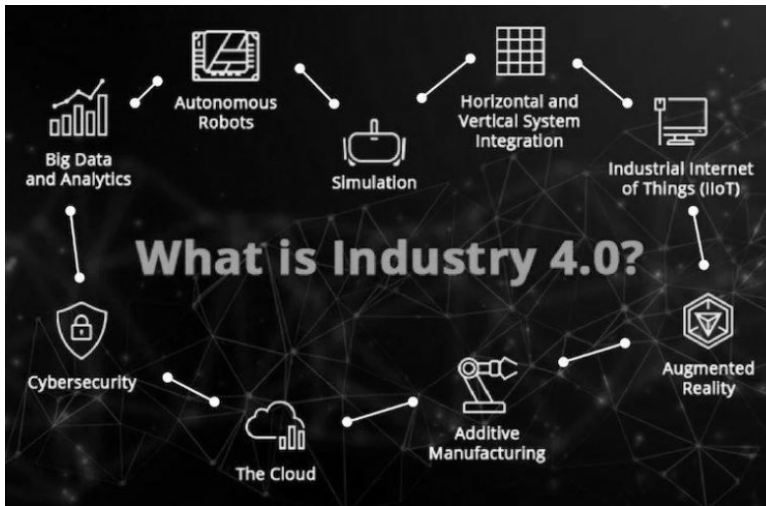 Autonomous
Robots
Horizontal and
Vertical System
Integration
Big Data
and Analytics
Simulation
Industrial Internet
of Things (IIoT)
What is Industry 4.0?
Cybersecurity
Augmented
Reality
The Cloud
Additive
Manufacturing